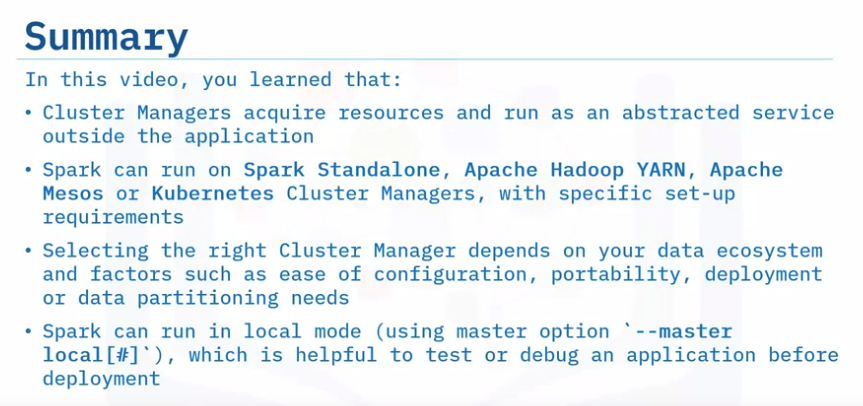 Summary
In this video, you learned that:
• Cluster Managers acquire resources and run as an abstracted service
outside the application
• Spark can run on Spark Standalone, Apache Hadoop YARN, Apache
Mesos or Kubernetes Cluster Managers, with specific set-up
requirements
• Selecting the right Cluster Manager depends on your data ecosystem
and factors such as ease of configuration, portability, deployment
or data partitioning needs
• Spark can run in local mode (using master option `--master
local[#]`), which is helpful to test or debug an application before
deployment